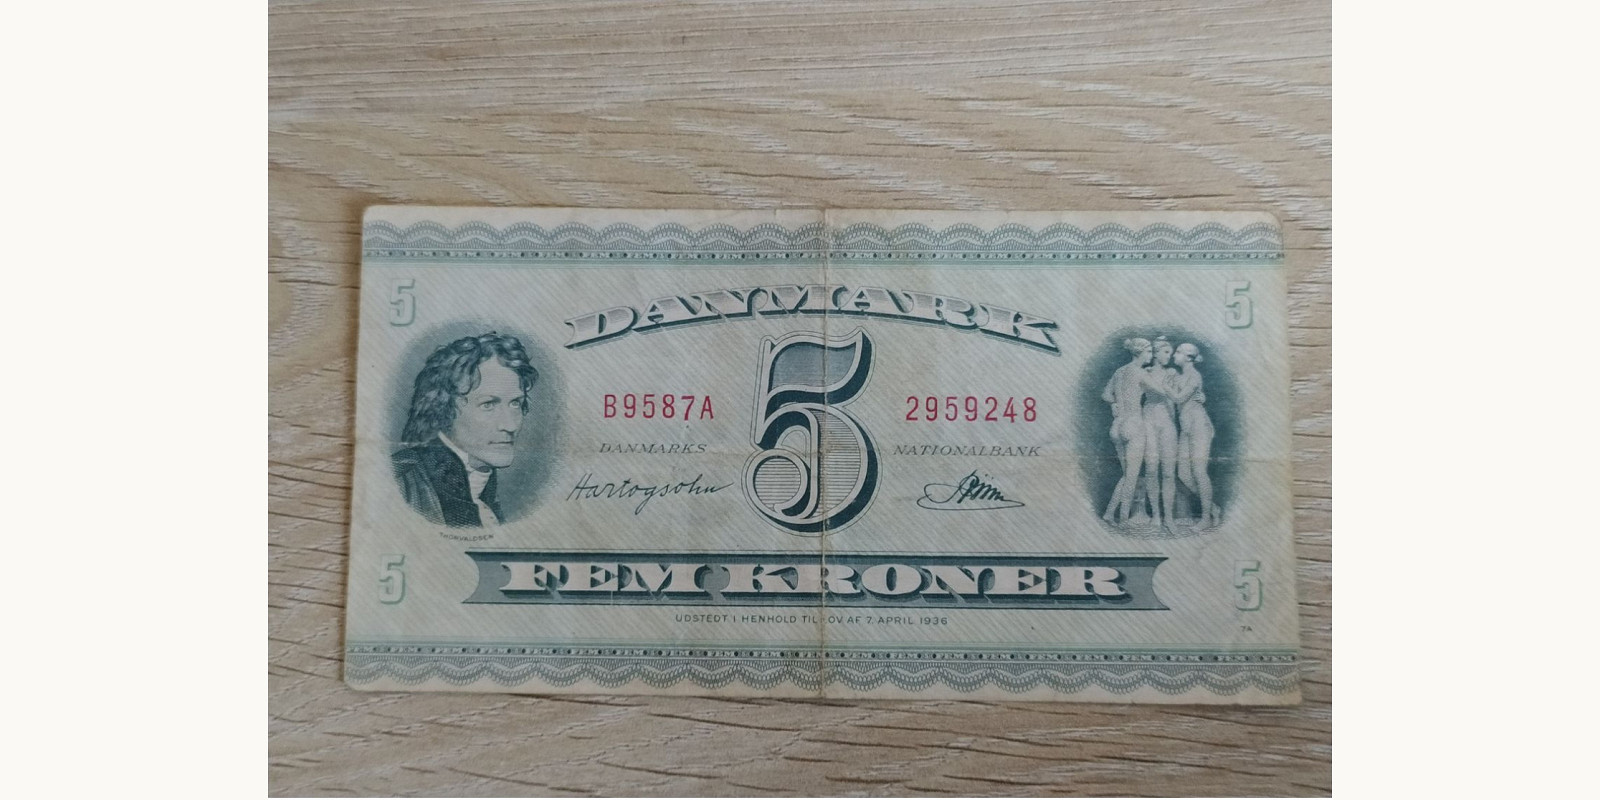 5 5
DANMARK
5
B9587A 2959248
DANMARKS NATIONALBANK
Hartogsohn
THORVALDSEN
5 FEM KRONER 5
UDSTEDT I HENHOLD TIL LOV AF 7. APRIL 1936
7A